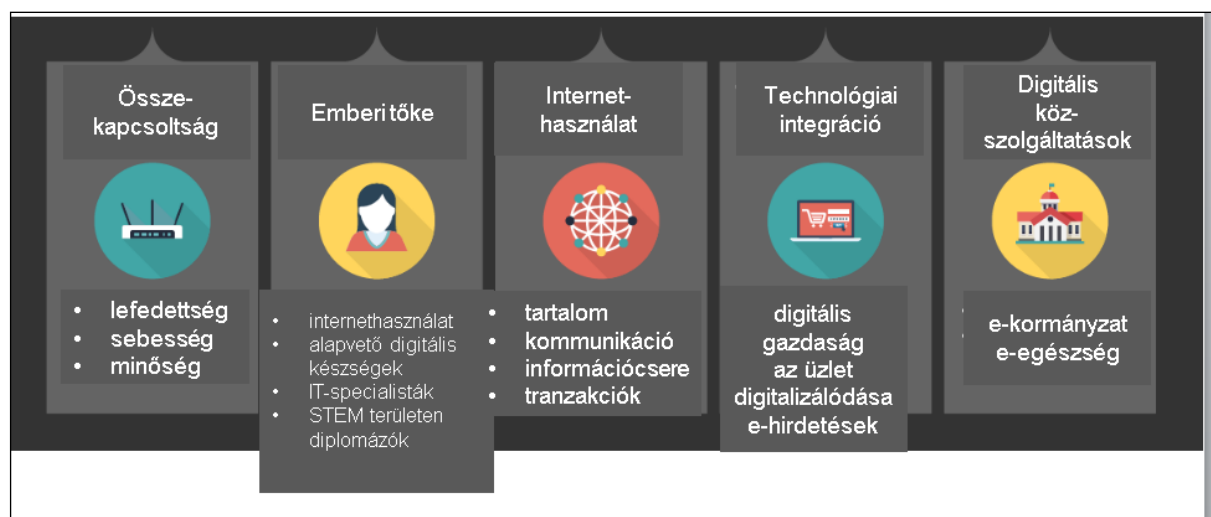 Össze-
kapcsoltság
• lefedettség
• sebesség
• minőség
Emberi tőke
• internethasználat
• alapvető digitális
készségek
• IT-specialisták
• STEM területen
diplomázók
Internet-
használat
• tartalom
• kommunikáció
• információcsere
• tranzakciók
Technológiai
integráció
digitális
gazdaság
az üzlet
digitalizálódása
e-hirdetések
Digitális
köz-
szolgáltatások
e-kormányzat
e-egészség